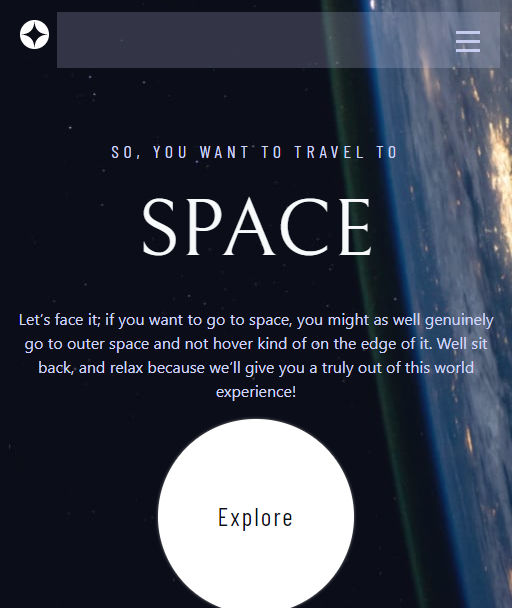 SO, YOU WANT TO TRAVEL TO
SPACE
Let's face it; if you want to go to space, you might as well genuinely
go to outer space and not hover kind of on the edge of it. Well sit
back, and relax because we'll give you a truly out of this world
experience!
Explore